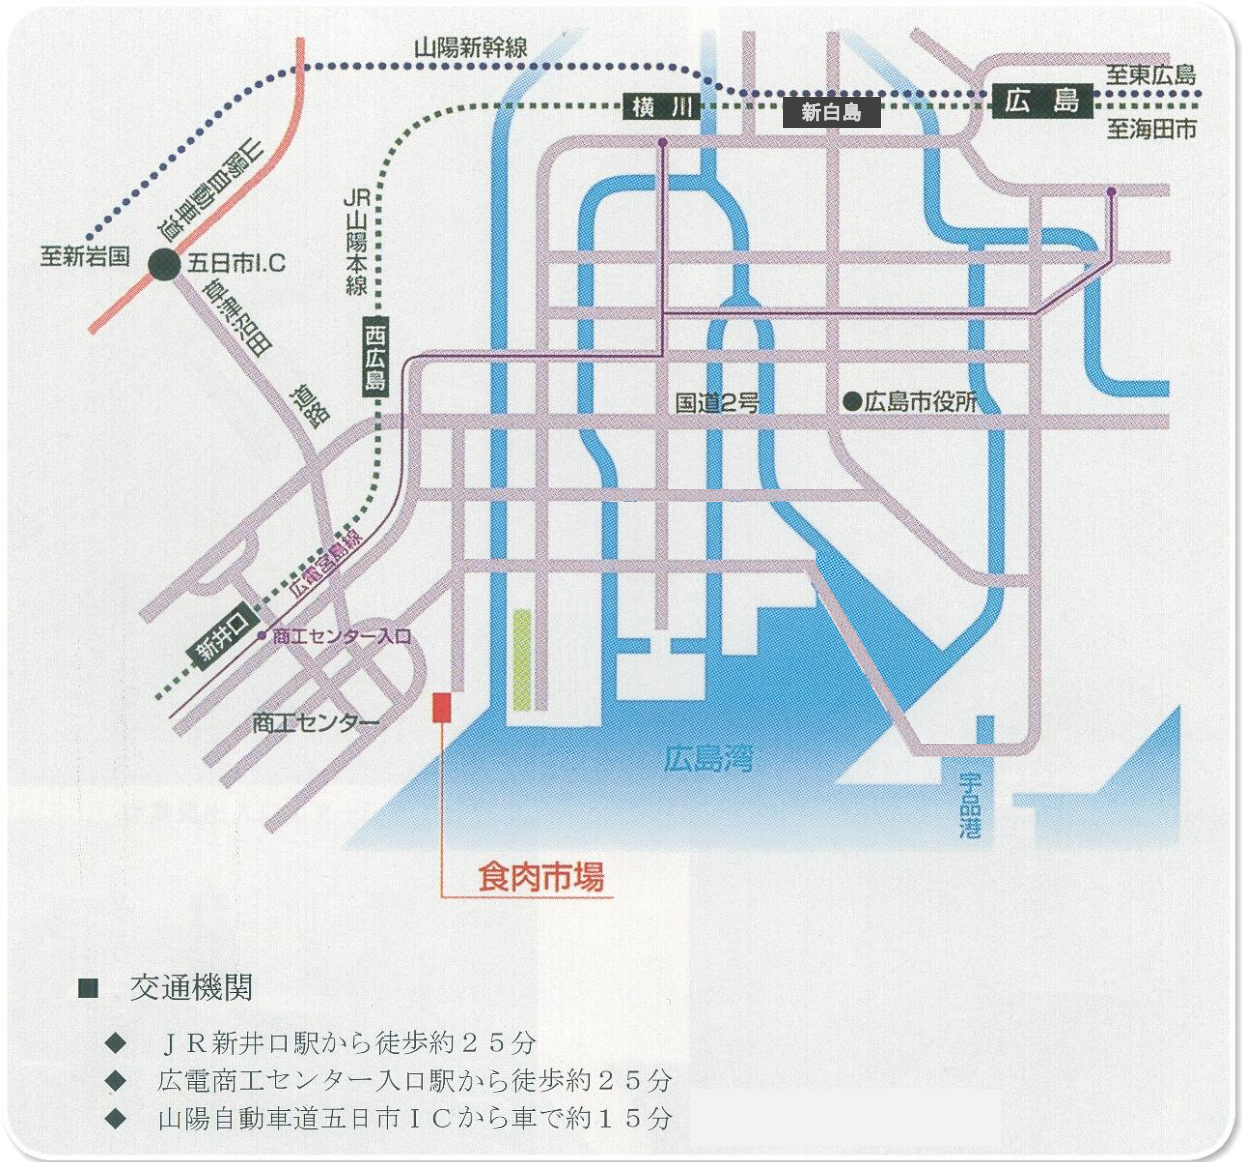 山陽新幹線
至東広島
広島
横川
新白島
至海田市
山陽自動車道
JR山陽本線
至新岩国
五日市I.C
草津沼田
道路
西広島
国道2号
広島市役所
広電宮島線
新井口
商工センター入口
商工センター
広島湾
宇品港
食肉市場
■ 交通機関
◆ ＪＲ新井口駅から徒歩約２５分
◆ 広電商工センター入口駅から徒歩約２５分
◆ 山陽自動車道五日市ＩＣから車で約１５分